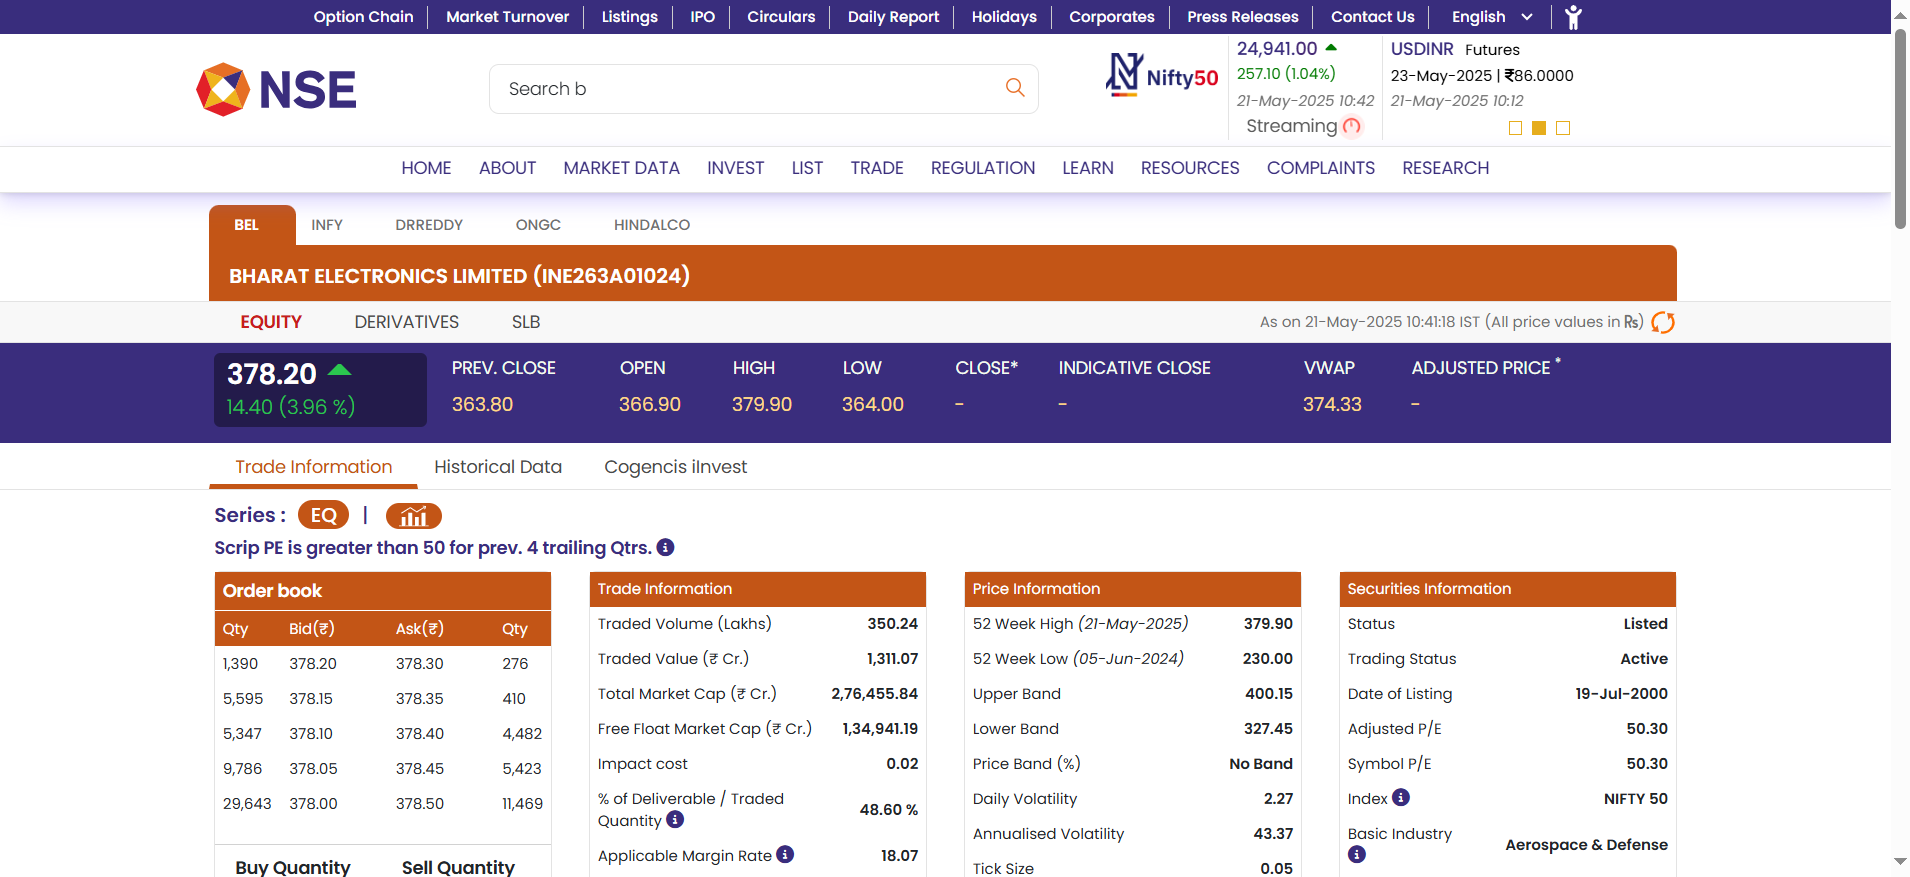 Option Chain Market Turnover Listings IPO Circulars Daily Report Holidays Corporates Press Releases Contact Us English
NSE
Search b
Nifty50
24,941.00
257.10 (1.04%)
21-May-2025 10:42
Streaming
USDINR Futures
23-May-2025 | ₹86.0000
21-May-2025 10:12
HOME ABOUT MARKET DATA INVEST LIST TRADE REGULATION LEARN RESOURCES COMPLAINTS RESEARCH
BEL INFY DRREDDY ONGC HINDALCO
BHARAT ELECTRONICS LIMITED (INE263A01024)
EQUITY DERIVATIVES SLB As on 21-May-2025 10:41:18 IST (All price values in ₨)
378.20
14.40 (3.96 %)
PREV. CLOSE OPEN HIGH LOW CLOSE* INDICATIVE CLOSE VWAP ADJUSTED PRICE *
363.80 366.90 379.90 364.00 - - 374.33 -
Trade Information Historical Data Cogencis iInvest
Series : EQ |
Scrip PE is greater than 50 for prev. 4 trailing Qtrs.
Order book
Qty Bid(₹) Ask(₹) Qty
1,390 378.20 378.30 276
5,595 378.15 378.35 410
5,347 378.10 378.40 4,482
9,786 378.05 378.45 5,423
29,643 378.00 378.50 11,469
Buy Quantity Sell Quantity
Trade Information
Traded Volume (Lakhs) 350.24
Traded Value (₹ Cr.) 1,311.07
Total Market Cap (₹ Cr.) 2,76,455.84
Free Float Market Cap (₹ Cr.) 1,34,941.19
Impact cost 0.02
% of Deliverable / Traded
Quantity 48.60 %
Applicable Margin Rate 18.07
Price Information
52 Week High (21-May-2025) 379.90
52 Week Low (05-Jun-2024) 230.00
Upper Band 400.15
Lower Band 327.45
Price Band (%) No Band
Daily Volatility 2.27
Annualised Volatility 43.37
Tick Size 0.05
Securities Information
Status Listed
Trading Status Active
Date of Listing 19-Jul-2000
Adjusted P/E 50.30
Symbol P/E 50.30
Index NIFTY 50
Basic Industry Aerospace & Defense